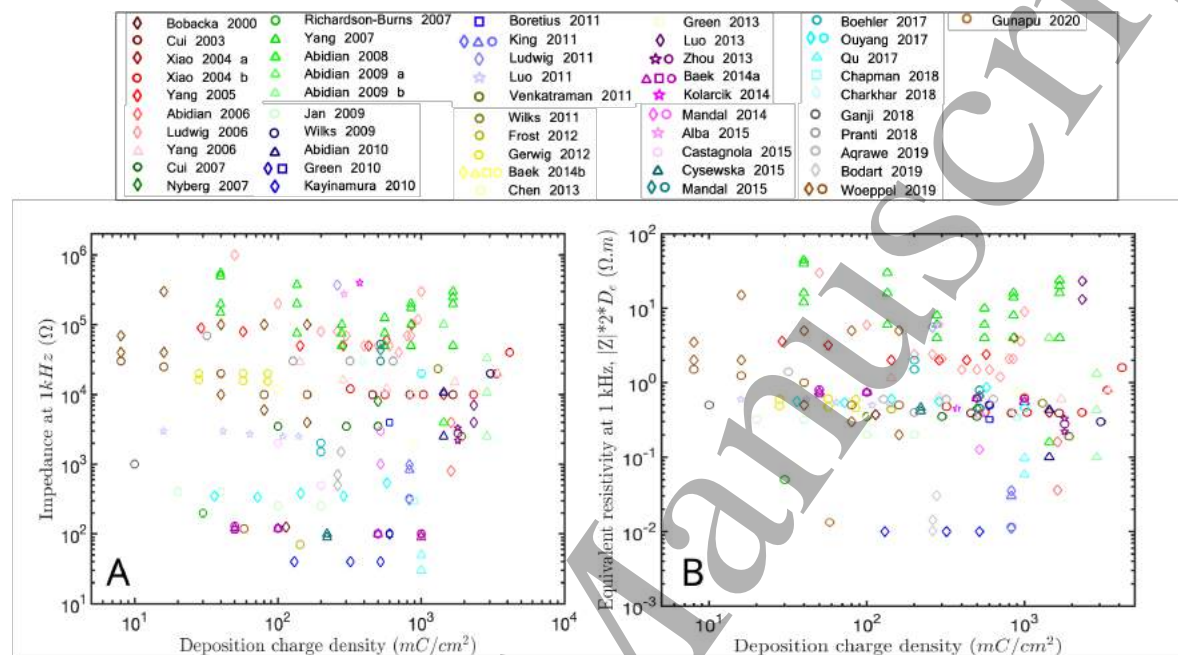 Bobacka 2000
Cui 2003
Xiao 2004 a
Xiao 2004 b
Yang 2005
Abidian 2006
Ludwig 2006
Yang 2006
Cui 2007
Nyberg 2007
Richardson-Burns 2007
Yang 2007
Abidian 2008
Abidian 2009 a
Abidian 2009 b
Jan 2009
Wilks 2009
Abidian 2010
Green 2010
Kayinamura 2010
Boretius 2011
King 2011
Ludwig 2011
Luo 2011
Venkatraman 2011
Wilks 2011
Frost 2012
Gerwig 2012
Baek 2014b
Chen 2013
Green 2013
Luo 2013
Zhou 2013
Baek 2014a
Kolarcik 2014
Mandal 2014
Alba 2015
Castagnola 2015
Cysewska 2015
Mandal 2015
Boehler 2017
Ouyang 2017
Qu 2017
Chapman 2018
Charkhar 2018
Ganji 2018
Pranti 2018
Aqrawe 2019
Bodart 2019
Woeppel 2019
Gunapu 2020
Manuscr
Impedance at 1kHz (Ω)
10^6
10^5
10^4
10^3
10^2
10^1
A
10^1
10^2
10^3
10^4
Deposition charge density (mC/cm^2)
Equivalent resistivity at 1 kHz, |Z|*2*D_e (Ω.m)
10^2
10^1
10^0
10^-1
10^-2
10^-3
B
10^1
10^2
10^3
Deposition charge density (mC/cm^2)